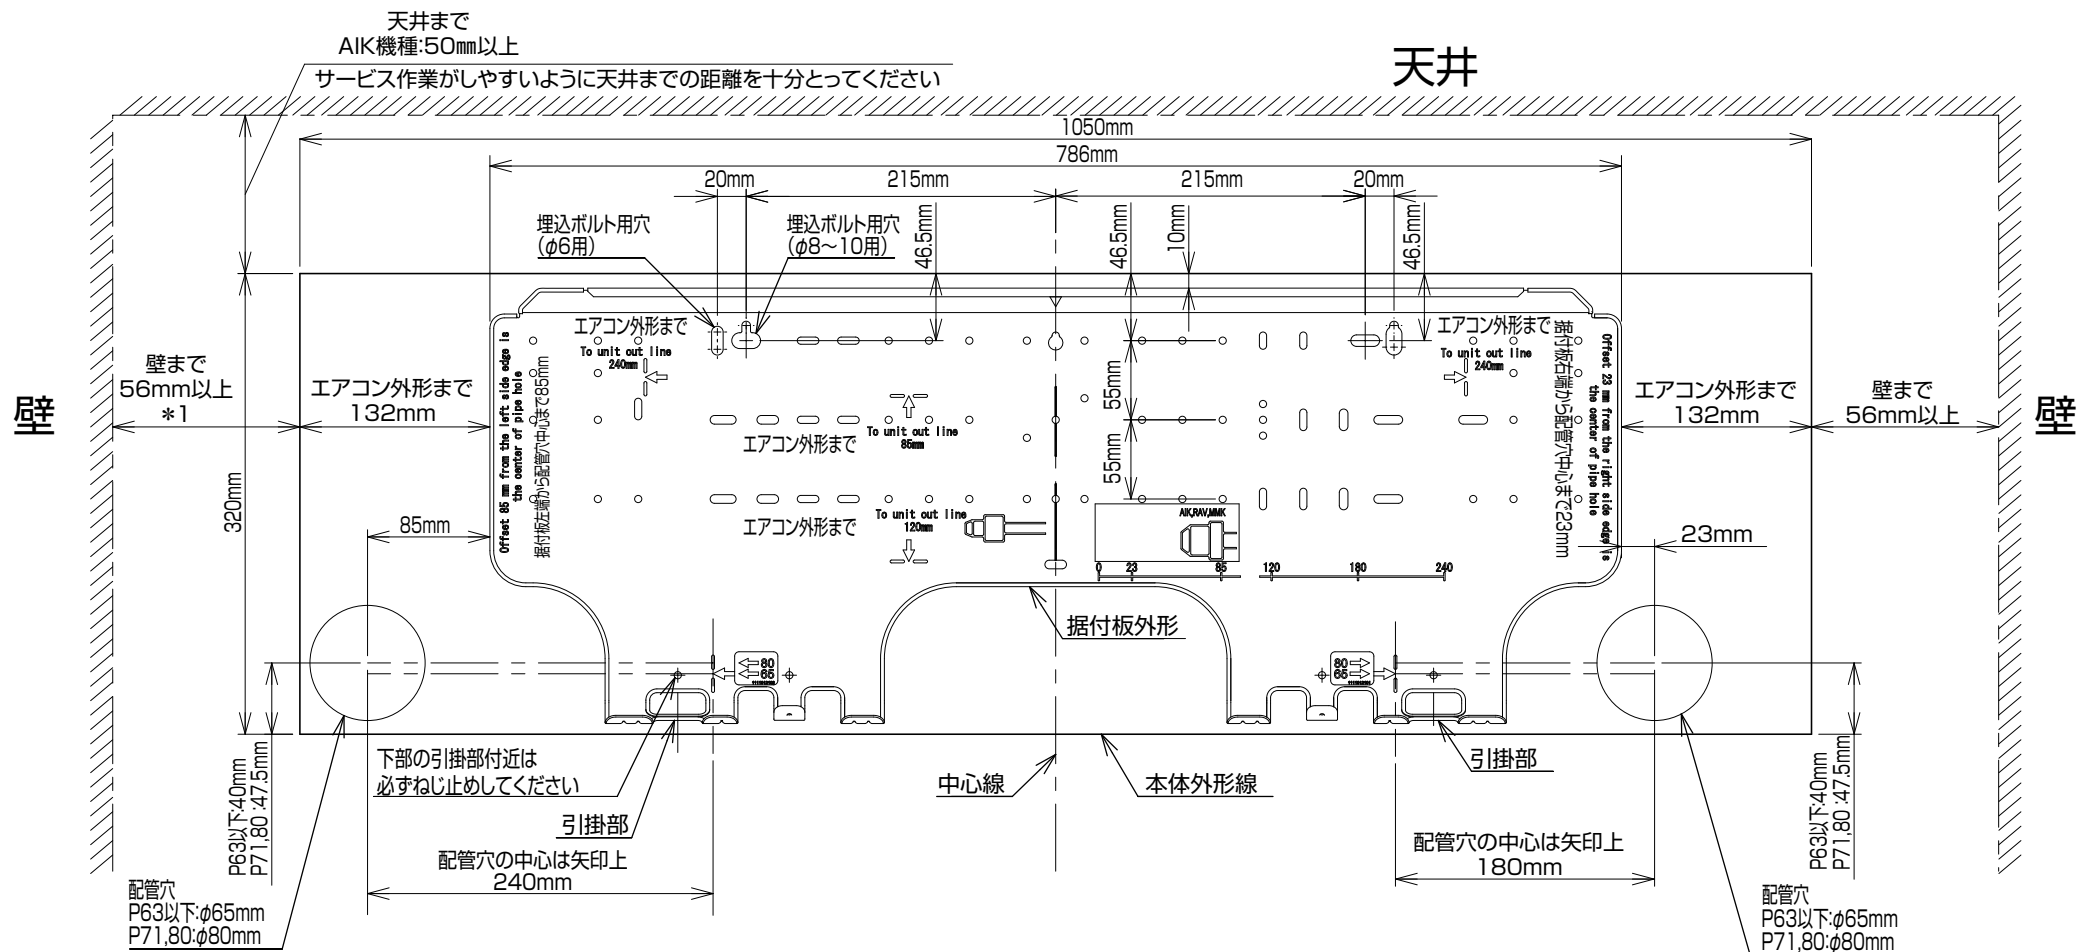 天井まで
AIK機種:50mm以上
サービス作業がしやすいように天井までの距離を十分とってください
天井
1050mm
786mm
20mm
215mm
215mm
20mm
埋込ボルト用穴
(φ6用)
埋込ボルト用穴
(φ8～10用)
46.5mm
46.5mm
10mm
46.5mm
壁
壁まで
56mm以上
＊1
エアコン外形まで
132mm
320mm
85mm
Offset 85 mm from the left side edge is
the center of pipe hole
据付板左端から配管穴中心まで85mm
エアコン外形まで
To unit out line
240mm
To unit out line
85mm
エアコン外形まで
エアコン外形まで
To unit out line
120mm
55mm
55mm
AIK,RAV,MMK
0 23 85 120 180 240
エアコン外形まで
To unit out line
240mm
据付板右端から配管穴中心まで23mm
Offset 23 mm from the right side edge is
the center of pipe hole
エアコン外形まで
132mm
壁まで
56mm以上
壁
23mm
据付板外形
80
65
80
65
下部の引掛部付近は
必ずねじ止めしてください
引掛部
中心線
本体外形線
引掛部
P63以下:40mm
P71,80:47.5mm
P63以下:40mm
P71,80:47.5mm
配管穴の中心は矢印上
240mm
配管穴の中心は矢印上
180mm
配管穴
P63以下:φ65mm
P71,80:φ80mm
配管穴
P63以下:φ65mm
P71,80:φ80mm